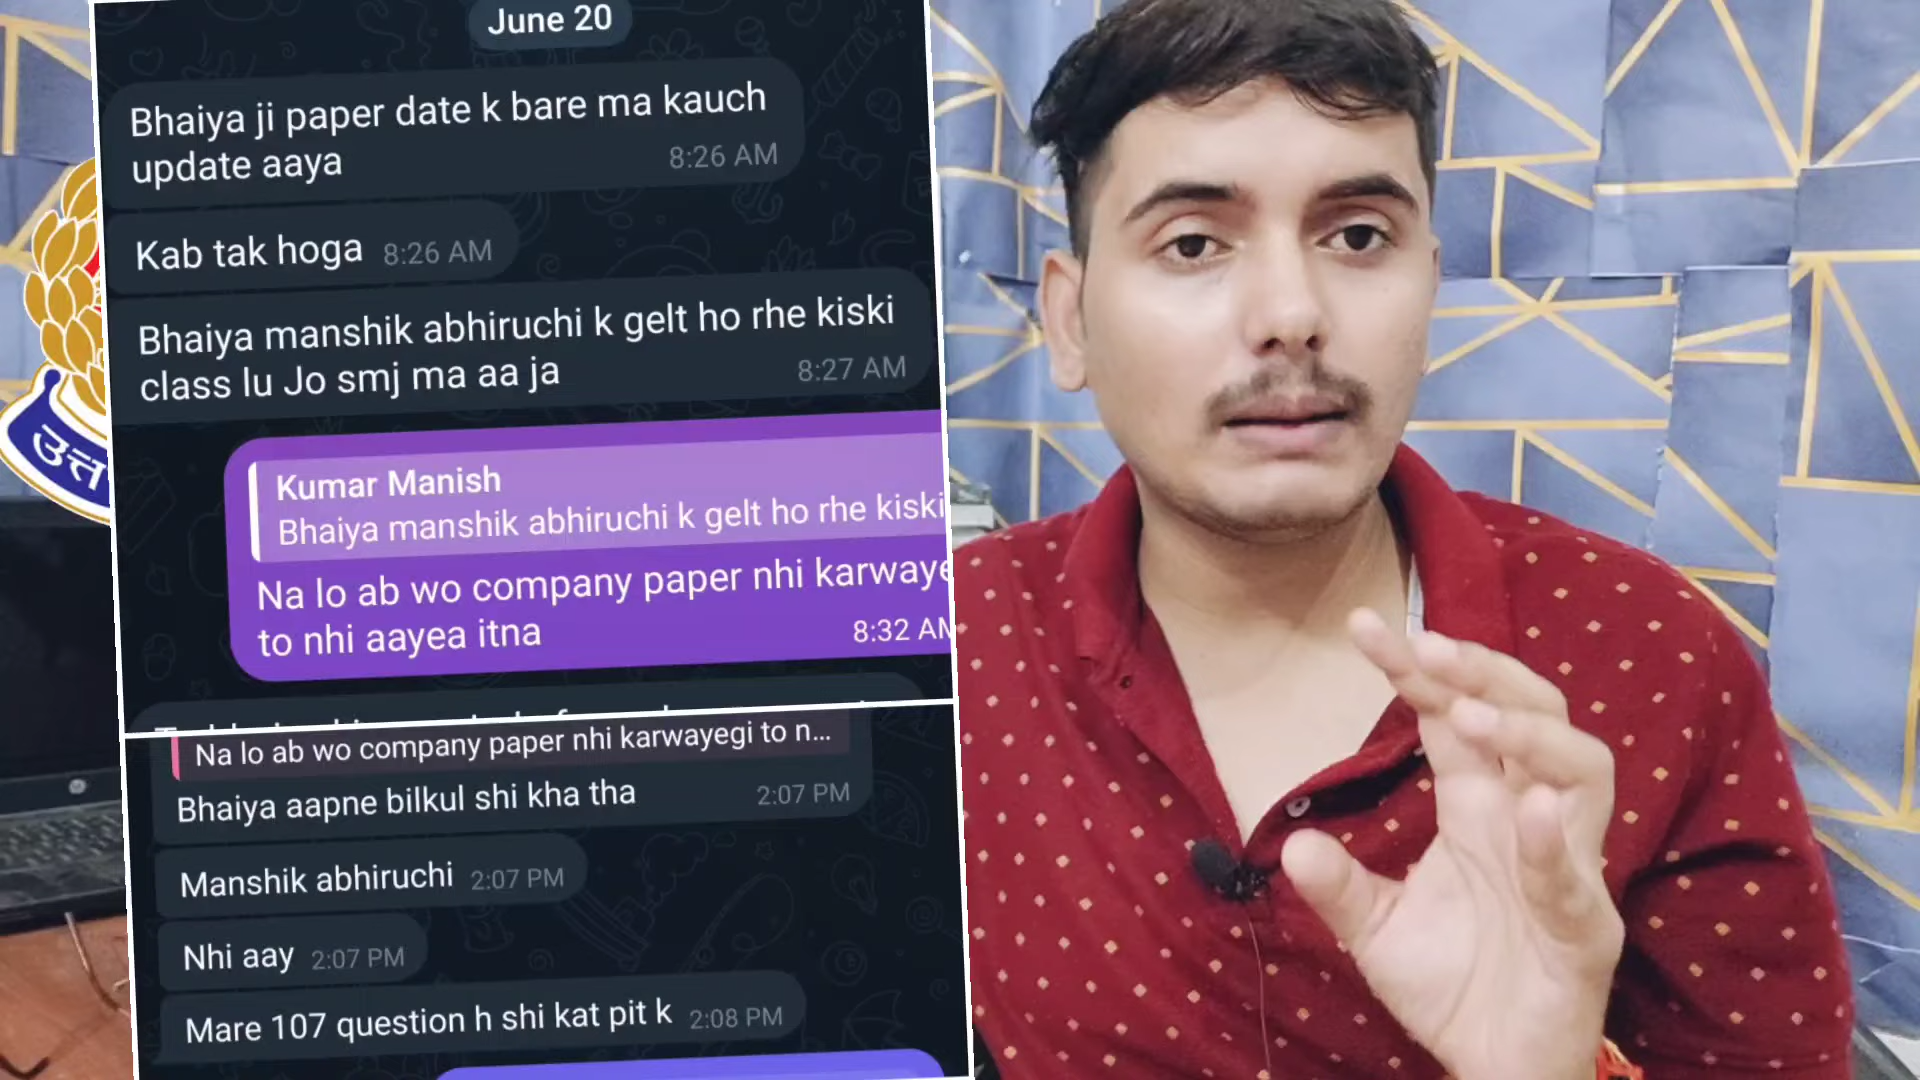 June 20
Bhaiya ji paper date k bare ma kauch
update aaya 8:26 AM
Kab tak hoga 8:26 AM
Bhaiya manshik abhiruchi k gelt ho rhe kiski
class lu Jo smj ma aa ja 8:27 AM
Kumar Manish
Bhaiya manshik abhiruchi k gelt ho rhe kiski
Na lo ab wo company paper nhi karwaye
to nhi aayea itna 8:32 AM
Na lo ab wo company paper nhi karwayegi to n...
Bhaiya aapne bilkul shi kha tha 2:07 PM
Manshik abhiruchi 2:07 PM
Nhi aay 2:07 PM
Mare 107 question h shi kat pit k 2:08 PM
उत्त